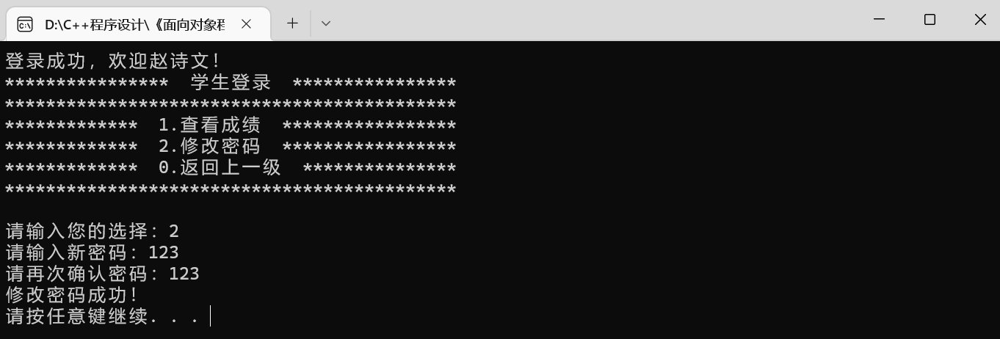 D:\C++程序设计\《面向对象程
登录成功，欢迎赵诗文！
****************  学生登录  ****************
********************************************
*************  1.查看成绩  *****************
*************  2.修改密码  *****************
*************  0.返回上一级  ***************
********************************************
请输入您的选择：2
请输入新密码：123
请再次确认密码：123
修改密码成功！
请按任意键继续. . .